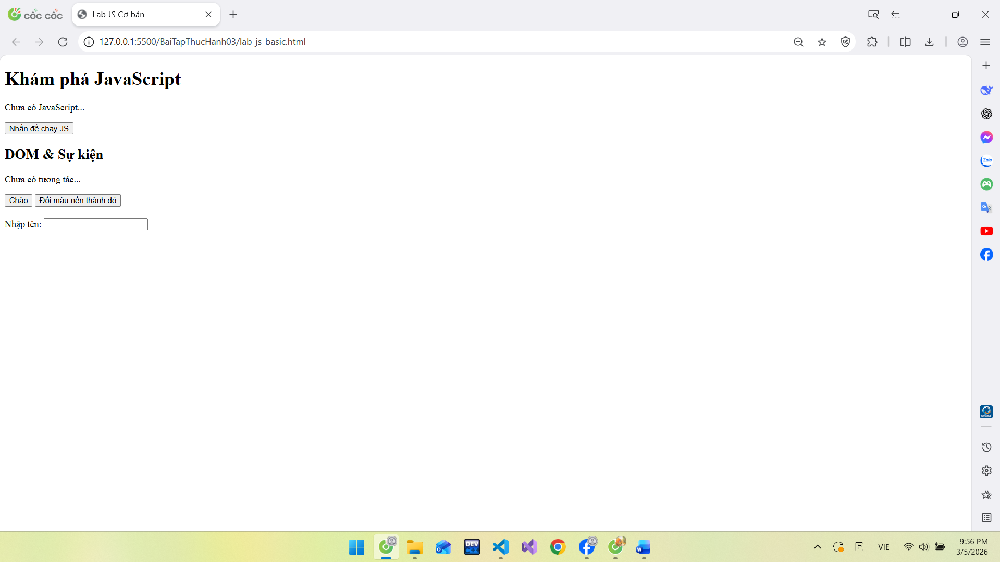 cốc cốc
Lab JS Cơ bản
127.0.0.1:5500/BaiTapThucHanh03/lab-js-basic.html
Khám phá JavaScript
Chưa có JavaScript...
Nhấn để chạy JS
DOM & Sự kiện
Chưa có tương tác...
Chào Đổi màu nền thành đỏ
Nhập tên:
Zalo
DEV
C++
VIE
9:56 PM
3/5/2026